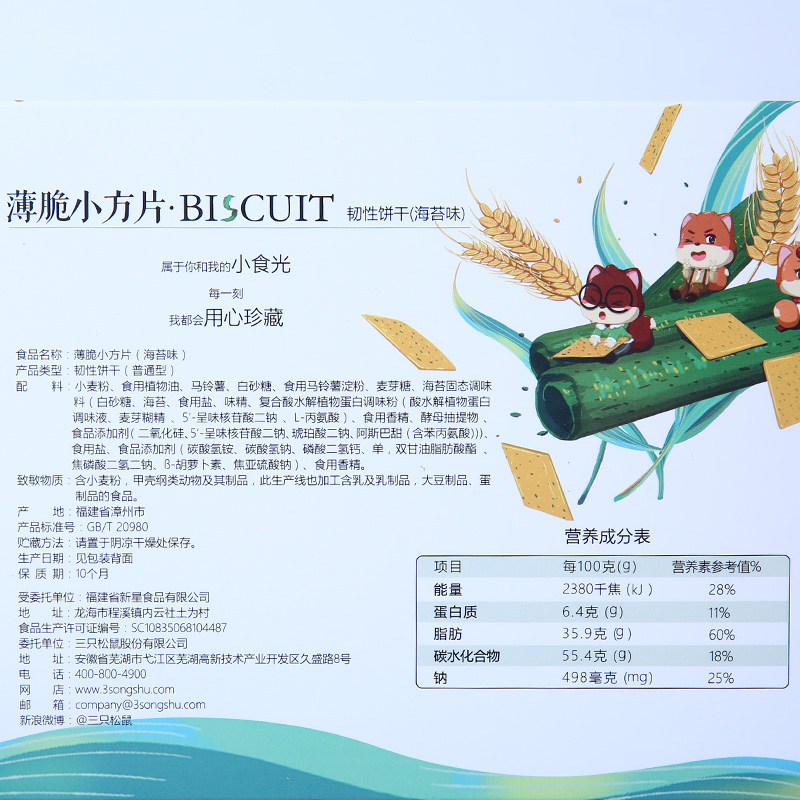 薄脆小方片·BISCUIT 韧性饼干(海苔味)
属于你和我的小食光
每一刻
我都会用心珍藏
食品名称：薄脆小方片（海苔味）
产品类型：韧性饼干（普通型）
配 料：小麦粉、食用植物油、马铃薯、白砂糖、食用马铃薯淀粉、麦芽糖、海苔固态调味
料（白砂糖、海苔、食用盐、味精、复合酸水解植物蛋白调味粉（酸水解植物蛋白
调味液、麦芽糊精、5′-呈味核苷酸二钠、L-丙氨酸）、食用香精、酵母抽提物、
食品添加剂(二氧化硅、5′-呈味核苷酸二钠、琥珀酸二钠、阿斯巴甜(含苯丙氨酸)))、
食用盐、食品添加剂（碳酸氢铵、碳酸氢钠、磷酸二氢钙、单，双甘油脂肪酸酯、
焦磷酸二氢二钠、β-胡萝卜素、焦亚硫酸钠）、食用香精。
致敏物质：含小麦粉，甲壳纲类动物及其制品，此生产线也加工含乳及乳制品，大豆制品、蛋
制品的食品。
产 地：福建省漳州市
产品标准号：GB/T 20980
贮藏方法：请置于阴凉干燥处保存。
生产日期：见包装背面
保 质 期：10个月
受委托单位：福建省新星食品有限公司
地 址：龙海市程溪镇内云社土为村
食品生产许可证编号：SC10835068104487
委托单位：三只松鼠股份有限公司
地 址：安徽省芜湖市弋江区芜湖高新技术产业开发区久盛路8号
电 话：400-800-4900
网 店：www.3songshu.com
邮 箱：company@3songshu.com
新浪微博：@三只松鼠
营养成分表
项目 每100克(g) 营养素参考值%
能量 2380千焦（kJ） 28%
蛋白质 6.4克 (g) 11%
脂肪 35.9克 (g) 60%
碳水化合物 55.4克 (g) 18%
钠 498毫克 (mg) 25%